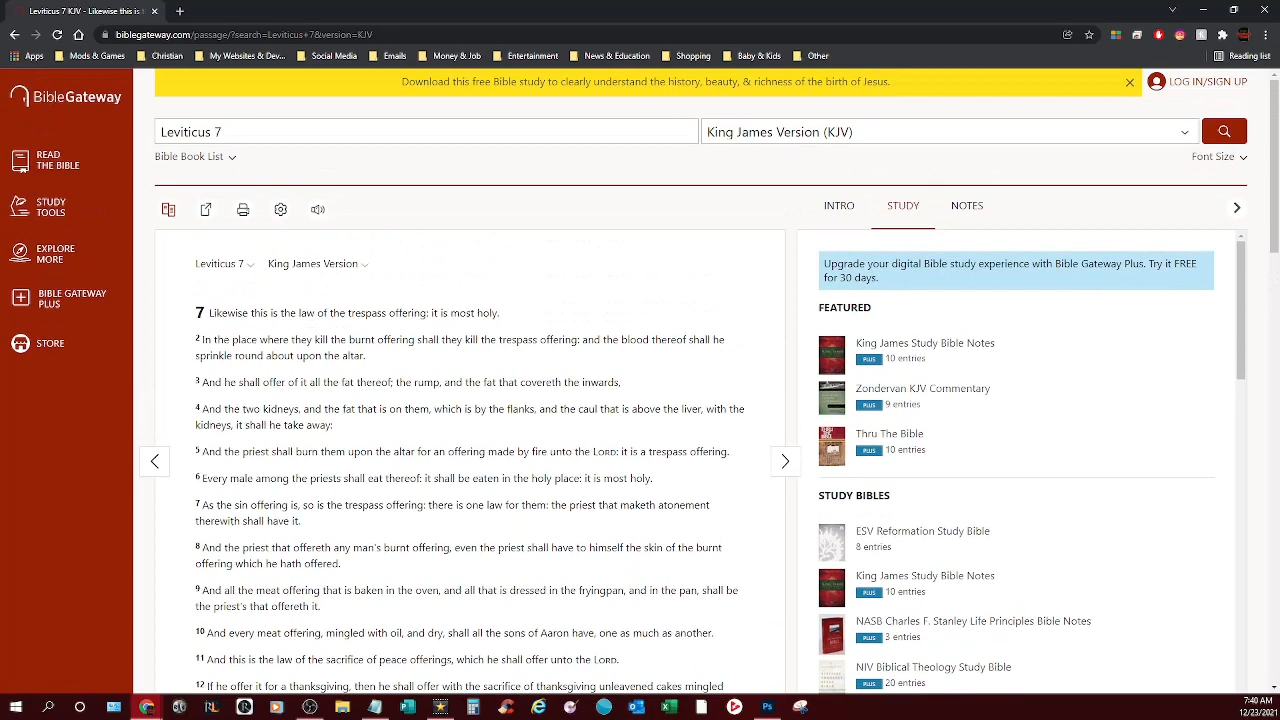 Leviticus 7 KJV - Likewise this is t
biblegateway.com/passage/?search=Leviticus+7&version=KJV
Apps Mods & Games Christian My Websites & Dev... Social Media Emails Money & Job Entertainment News & Education Shopping Baby & Kids Other Reading list
Download this free Bible study to clearly understand the history, beauty, & richness of the birth of Jesus.
LOG IN/SIGN UP
BibleGateway
READ
THE BIBLE
STUDY
TOOLS
EXPLORE
MORE
BIBLE GATEWAY
PLUS
STORE
Leviticus 7
King James Version (KJV)
Bible Book List
Font Size
INTRO STUDY NOTES
Leviticus 7 King James Version
7 Likewise this is the law of the trespass offering: it is most holy.
2 In the place where they kill the burnt offering shall they kill the trespass offering: and the blood thereof shall he
sprinkle round about upon the altar.
3 And he shall offer of it all the fat thereof; the rump, and the fat that covereth the inwards,
4 And the two kidneys, and the fat that is on them, which is by the flanks, and the caul that is above the liver, with the
kidneys, it shall he take away:
5 And the priest shall burn them upon the altar for an offering made by fire unto the LORD: it is a trespass offering.
6 Every male among the priests shall eat thereof: it shall be eaten in the holy place: it is most holy.
7 As the sin offering is, so is the trespass offering: there is one law for them: the priest that maketh atonement
therewith shall have it.
8 And the priest that offereth any man's burnt offering, even the priest shall have to himself the skin of the burnt
offering which he hath offered.
9 And all the meat offering that is baken in the oven, and all that is dressed in the fryingpan, and in the pan, shall be
the priest's that offereth it.
10 And every meat offering, mingled with oil, and dry, shall all the sons of Aaron have, one as much as another.
11 And this is the law of the sacrifice of peace offerings, which he shall offer unto the LORD.
12 If he offer it for a thanksgiving, then he shall offer with the sacrifice of thanksgiving unleavened cakes mingled
Upgrade your digital Bible study experience with Bible Gateway Plus. Try it FREE
for 30 days.
FEATURED
King James Study Bible Notes
PLUS 10 entries
Zondervan KJV Commentary
PLUS 9 entries
Thru The Bible
PLUS 10 entries
STUDY BIBLES
ESV Reformation Study Bible
8 entries
King James Study Bible Notes
PLUS 10 entries
NASB Charles F. Stanley Life Principles Bible Notes
PLUS 3 entries
NIV Biblical Theology Study Bible
PLUS 20 entries
7:40 AM
12/23/2021